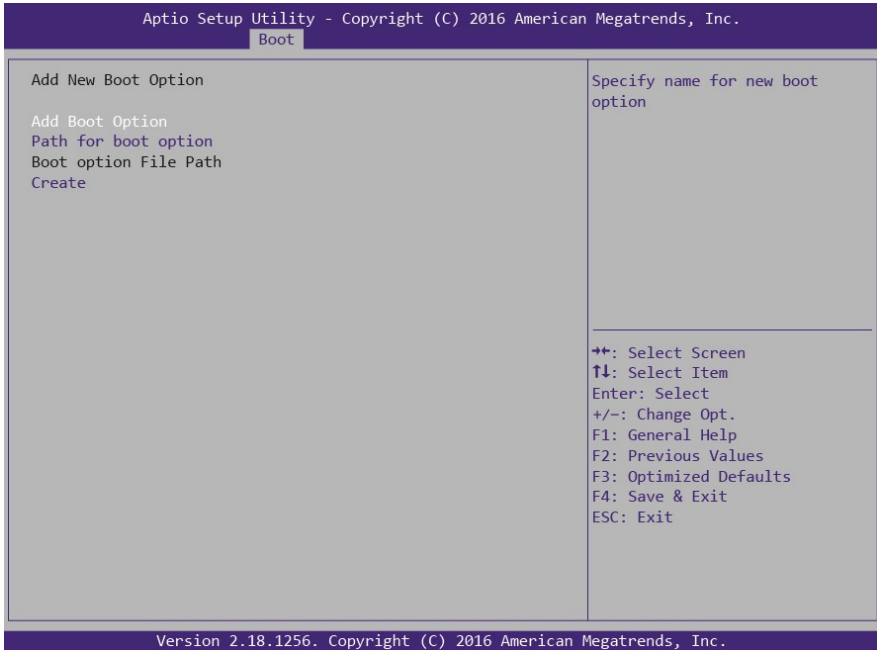 Aptio Setup Utility - Copyright (C) 2016 American Megatrends, Inc.
Boot
Add New Boot Option
Add Boot Option
Path for boot option
Boot option File Path
Create
Specify name for new boot
option
→←: Select Screen
↑↓: Select Item
Enter: Select
+/−: Change Opt.
F1: General Help
F2: Previous Values
F3: Optimized Defaults
F4: Save & Exit
ESC: Exit
Version 2.18.1256. Copyright (C) 2016 American Megatrends, Inc.